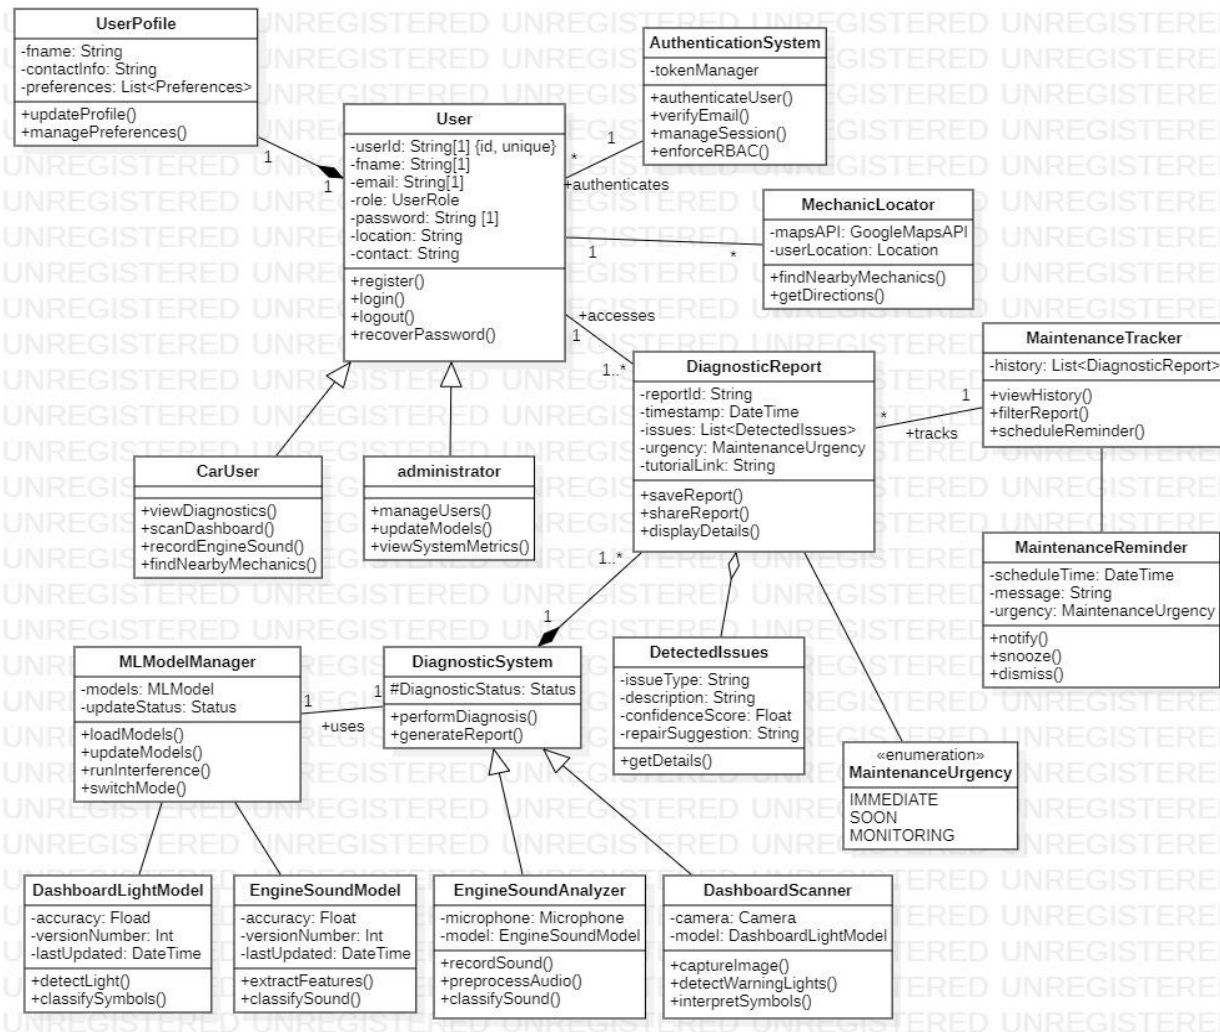 UserPofile
-fname: String
-contactInfo: String
-preferences: List<Preferences>
+updateProfile()
+managePreferences()
1
1
User
-userId: String[1] {id, unique}
-fname: String[1]
-email: String[1]
-role: UserRole
-password: String [1]
-location: String
-contact: String
+register()
+login()
+logout()
+recoverPassword()
AuthenticationSystem
-tokenManager
+authenticateUser()
+verifyEmail()
+manageSession()
+enforceRBAC()
1
*
+authenticates
MechanicLocator
-mapsAPI: GoogleMapsAPI
-userLocation: Location
+findNearbyMechanics()
+getDirections()
1
*
+accesses
1
1..*
DiagnosticReport
-reportId: String
-timestamp: DateTime
-issues: List<DetectedIssues>
-urgency: MaintenanceUrgency
-tutorialLink: String
+saveReport()
+shareReport()
+displayDetails()
MaintenanceTracker
-history: List<DiagnosticReport>
+viewHistory()
+filterReport()
+scheduleReminder()
1
*
+tracks
CarUser
+viewDiagnostics()
+scanDashboard()
+recordEngineSound()
+findNearbyMechanics()
administrator
+manageUsers()
+updateModels()
+viewSystemMetrics()
MaintenanceReminder
-scheduleTime: DateTime
-message: String
-urgency: MaintenanceUrgency
+notify()
+snooze()
+dismiss()
1..*
1
MLModelManager
-models: MLModel
-updateStatus: Status
+loadModels()
+updateModels()
+runInterference()
+switchMode()
1
1
+uses
DiagnosticSystem
#DiagnosticStatus: Status
+performDiagnosis()
+generateReport()
DetectedIssues
-issueType: String
-description: String
-confidenceScore: Float
-repairSuggestion: String
+getDetails()
«enumeration»
MaintenanceUrgency
IMMEDIATE
SOON
MONITORING
DashboardLightModel
-accuracy: Fload
-versionNumber: Int
-lastUpdated: DateTime
+detectLight()
+classifySymbols()
EngineSoundModel
-accuracy: Float
-versionNumber: Int
-lastUpdated: DateTime
+extractFeatures()
+classifySound()
EngineSoundAnalyzer
-microphone: Microphone
-model: EngineSoundModel
+recordSound()
+preprocessAudio()
+classifySound()
DashboardScanner
-camera: Camera
-model: DashboardLightModel
+captureImage()
+detectWarningLights()
+interpretSymbols()
UNREGISTERED